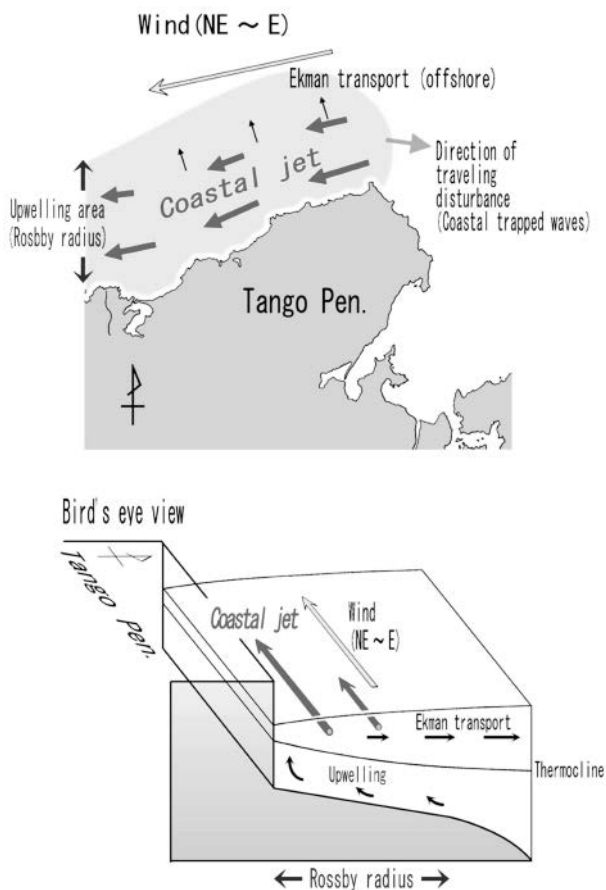 Wind(NE ~ E)
Ekman transport (offshore)
Coastal jet
Direction of
traveling
disturbance
(Coastal trapped waves)
Upwelling area
(Rosbby radius)
Tango Pen.
Bird's eye view
Tango pen.
Coastal jet
Wind
(NE ~ E)
Ekman transport
Thermocline
Upwelling
Rossby radius